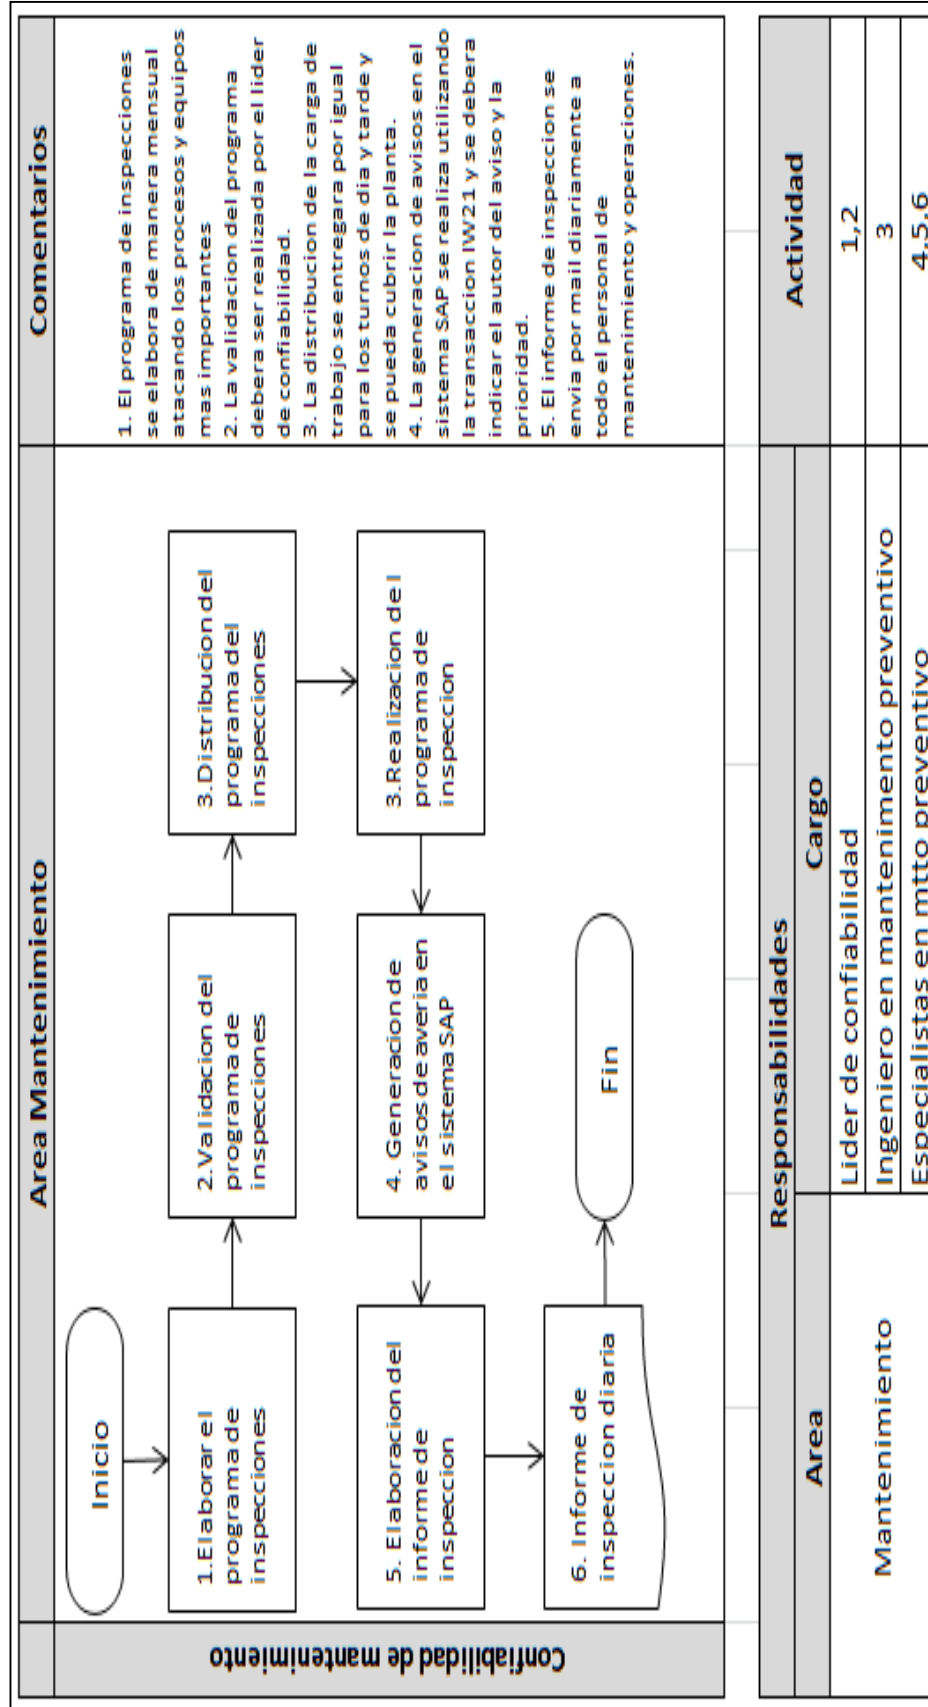 Area Mantenimiento
Comentarios
Confiabilidad de mantenimiento
Inicio
1.Elaborar el
programa de
inspecciones
2.Validacion del
programa de
inspecciones
3.Distribucion del
programa del
inspecciones
3.Realizacion del
programa de
inspeccion
4. Generacion de
avisos de averia en
el sistema SAP
5. Elaboracion del
informe de
inspeccion
6. Informe de
inspeccion diaria
Fin
1. El programa de inspecciones
se elabora de manera mensual
atacando los procesos y equipos
mas importantes
2. La validacion del programa
debera ser realizada por el lider
de confiabilidad.
3. La distribucion de la carga de
trabajo se entregara por igual
para los turnos de dia y tarde y
se pueda cubrir la planta.
4. La generacion de avisos en el
sistema SAP se realiza utilizando
la transaccion IW21 y se debera
indicar el autor del aviso y la
prioridad.
5. El informe de inspeccion se
envia por mail diariamente a
todo el personal de
mantenimiento y operaciones.
Responsabilidades
Actividad
Area
Cargo
Mantenimiento
Lider de confiabilidad
1,2
Ingeniero en mantenimento preventivo
3
Especialistas en mtto preventivo
4,5,6